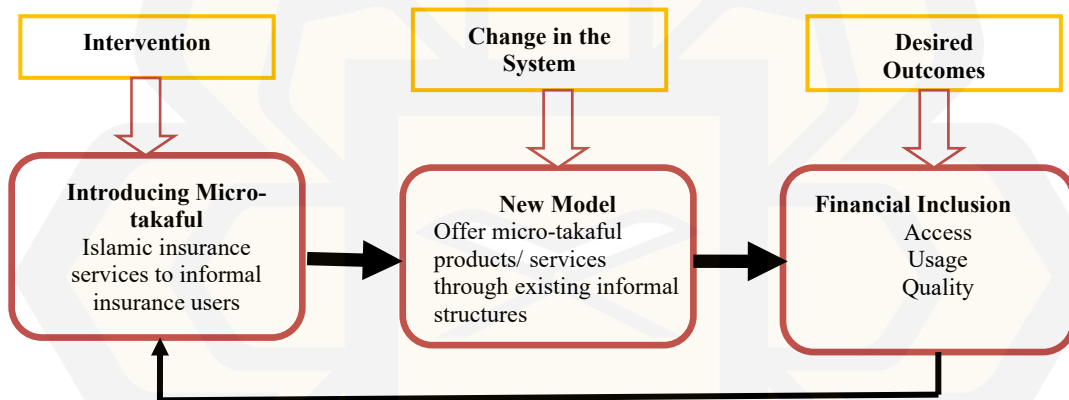 Intervention
Change in the
System
Desired
Outcomes
Introducing Micro-
takaful
Islamic insurance
services to informal
insurance users
New Model
Offer micro-takaful
products/ services
through existing informal
structures
Financial Inclusion
Access
Usage
Quality